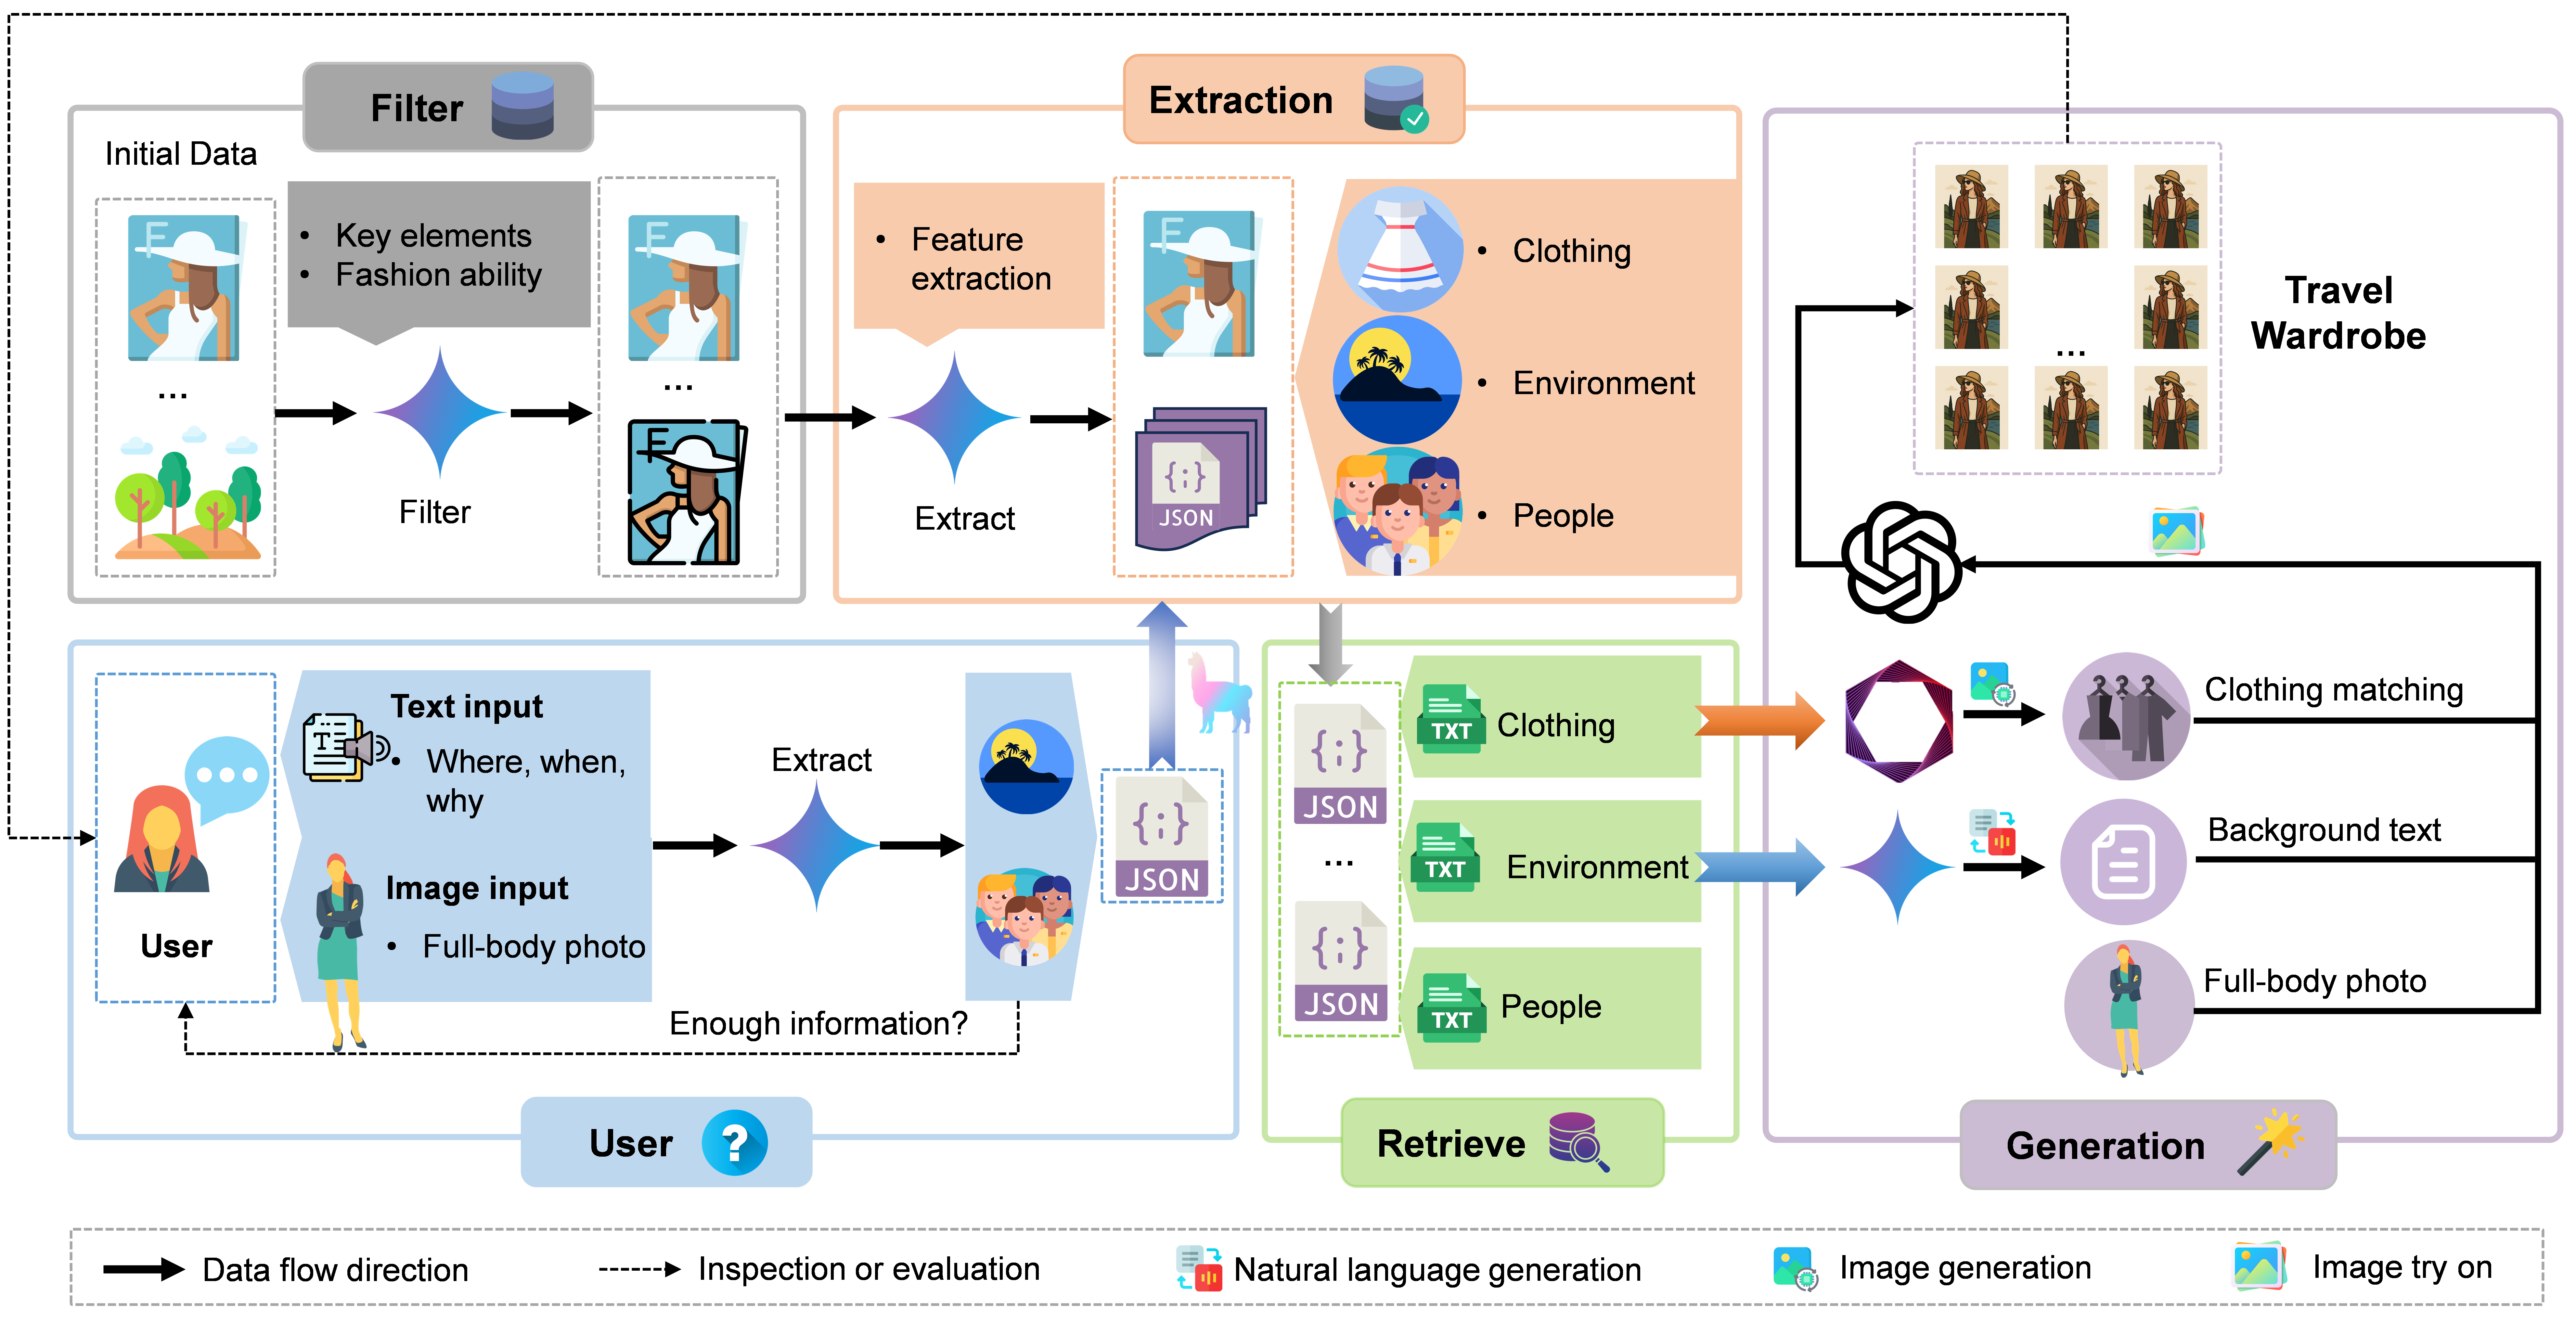 Filter
Initial Data
• Key elements
• Fashion ability
F
...
Filter
F
...
F
Extraction
• Feature
extraction
Extract
F
{;}
JSON
• Clothing
• Environment
• People
Travel
Wardrobe
...
User
Text input
T
• Where, when,
why
Image input
• Full-body photo
Extract
Enough information?
{;}
JSON
User
?
{;}
JSON
...
{;}
JSON
TXT
Clothing
TXT
Environment
TXT
People
Retrieve
Clothing matching
Background text
Full-body photo
Generation
Data flow direction
Inspection or evaluation
Natural language generation
Image generation
Image try on